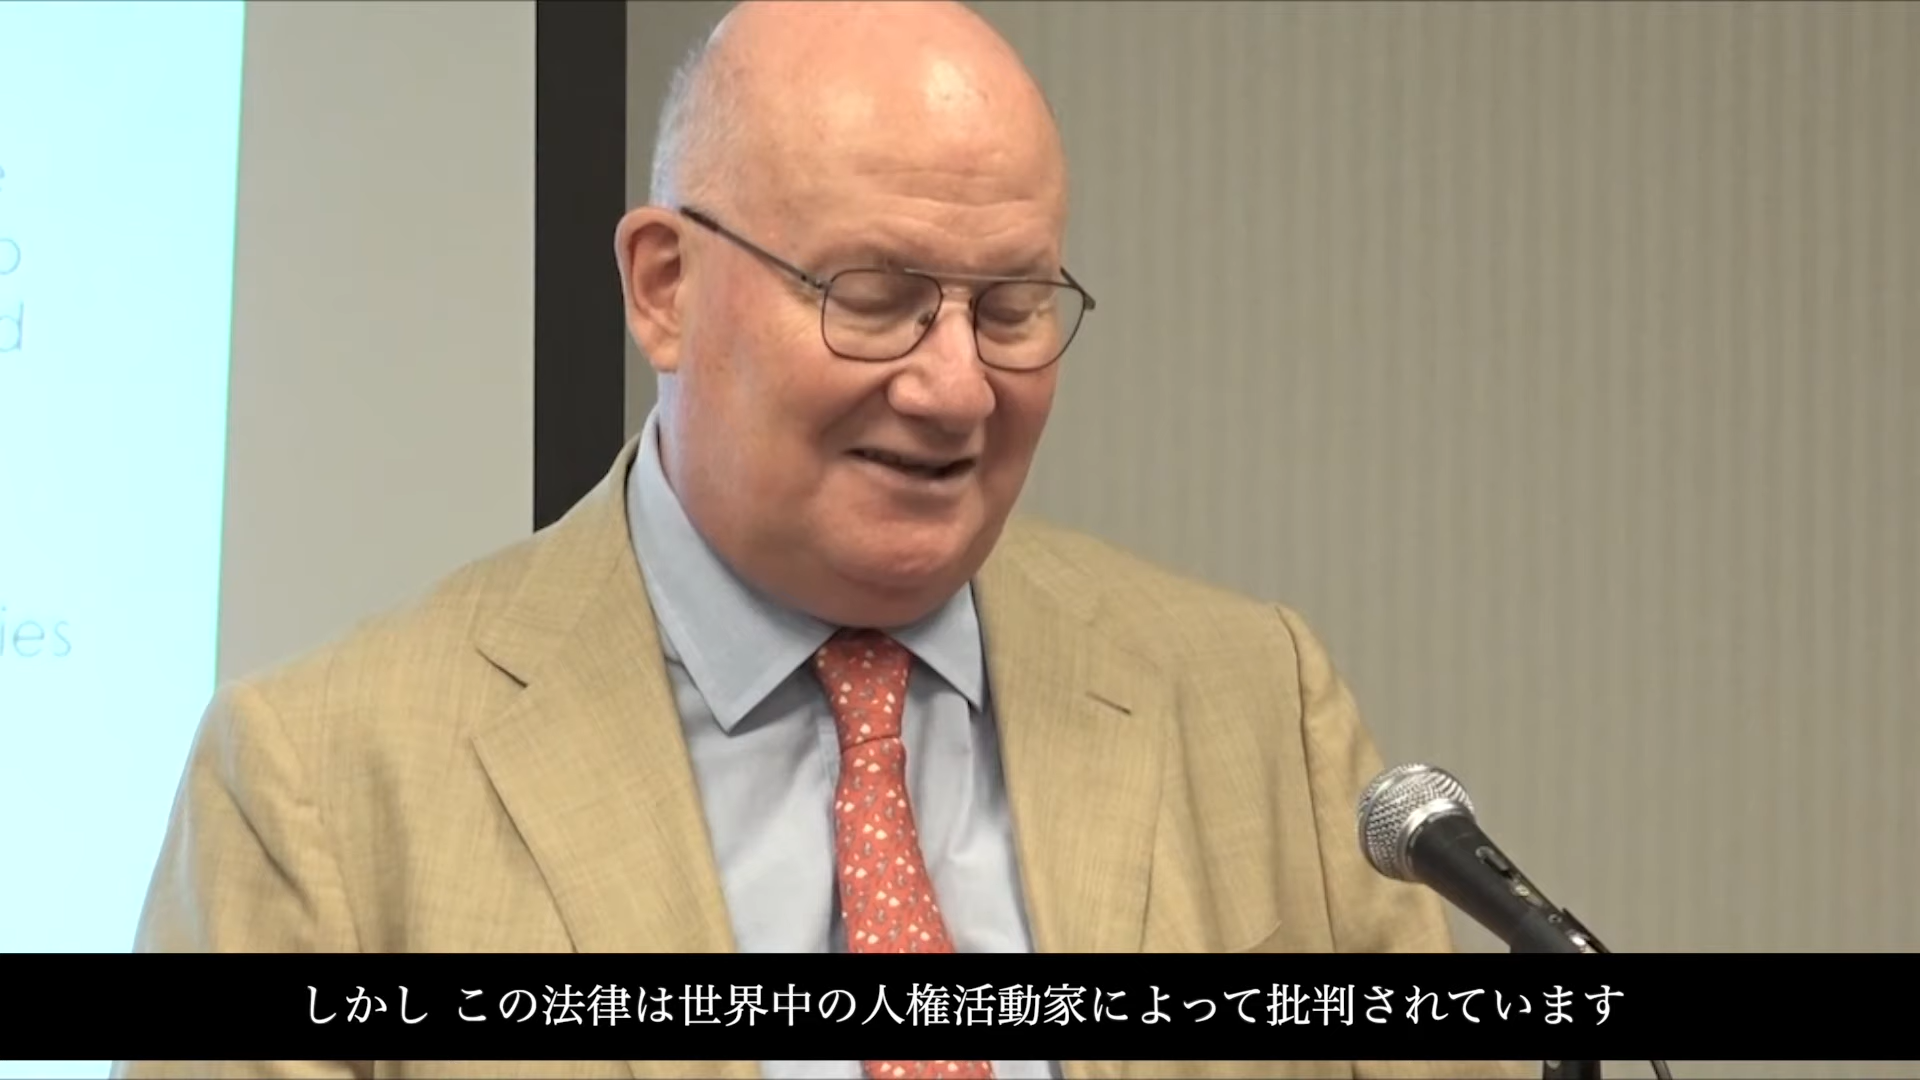 ies
しかし この法律は世界中の人権活動家によって批判されています